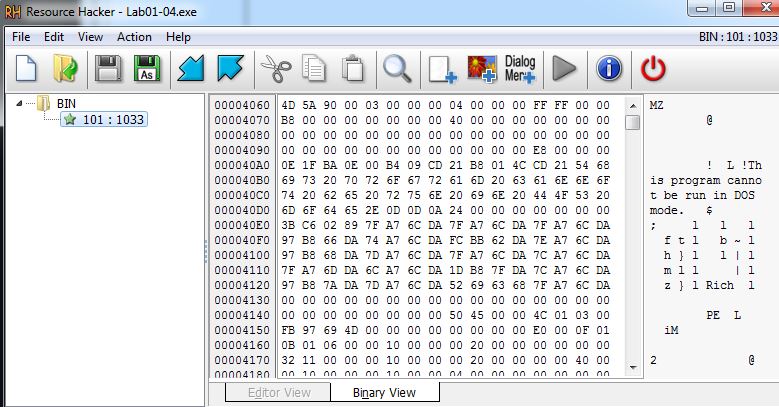 RH Resource Hacker - Lab01-04.exe
File Edit View Action Help BIN : 101 : 1033
As Dialog Menu
BIN
101 : 1033
00004060 4D 5A 90 00 03 00 00 00 04 00 00 00 FF FF 00 00 MZ
00004070 B8 00 00 00 00 00 00 00 40 00 00 00 00 00 00 00 @
00004080 00 00 00 00 00 00 00 00 00 00 00 00 00 00 00 00
00004090 00 00 00 00 00 00 00 00 00 00 00 00 E8 00 00 00
000040A0 0E 1F BA 0E 00 B4 09 CD 21 B8 01 4C CD 21 54 68 ! L !Th
000040B0 69 73 20 70 72 6F 67 72 61 6D 20 63 61 6E 6E 6F is program canno
000040C0 74 20 62 65 20 72 75 6E 20 69 6E 20 44 4F 53 20 t be run in DOS
000040D0 6D 6F 64 65 2E 0D 0D 0A 24 00 00 00 00 00 00 00 mode. $
000040E0 3B C6 02 89 7F A7 6C DA 7F A7 6C DA 7F A7 6C DA ; l l l
000040F0 97 B8 66 DA 74 A7 6C DA FC BB 62 DA 7E A7 6C DA f t l b ~ l
00004100 97 B8 68 DA 7D A7 6C DA 7F A7 6C DA 7C A7 6C DA h } l l | l
00004110 7F A7 6D DA 6C A7 6C DA 1D B8 7F DA 7C A7 6C DA m l l | l
00004120 97 B8 7A DA 7D A7 6C DA 52 69 63 68 7F A7 6C DA z } l Rich l
00004130 00 00 00 00 00 00 00 00 00 00 00 00 00 00 00 00
00004140 00 00 00 00 00 00 00 00 50 45 00 00 4C 01 03 00 PE L
00004150 FB 97 69 4D 00 00 00 00 00 00 00 00 E0 00 0F 01 iM
00004160 0B 01 06 00 00 10 00 00 00 20 00 00 00 00 00 00
00004170 32 11 00 00 00 10 00 00 00 20 00 00 00 00 40 00 2 @
00004180 00 10 00 00 00 10 00 00 04 00 00 00 00 00 00 00
Editor View Binary View